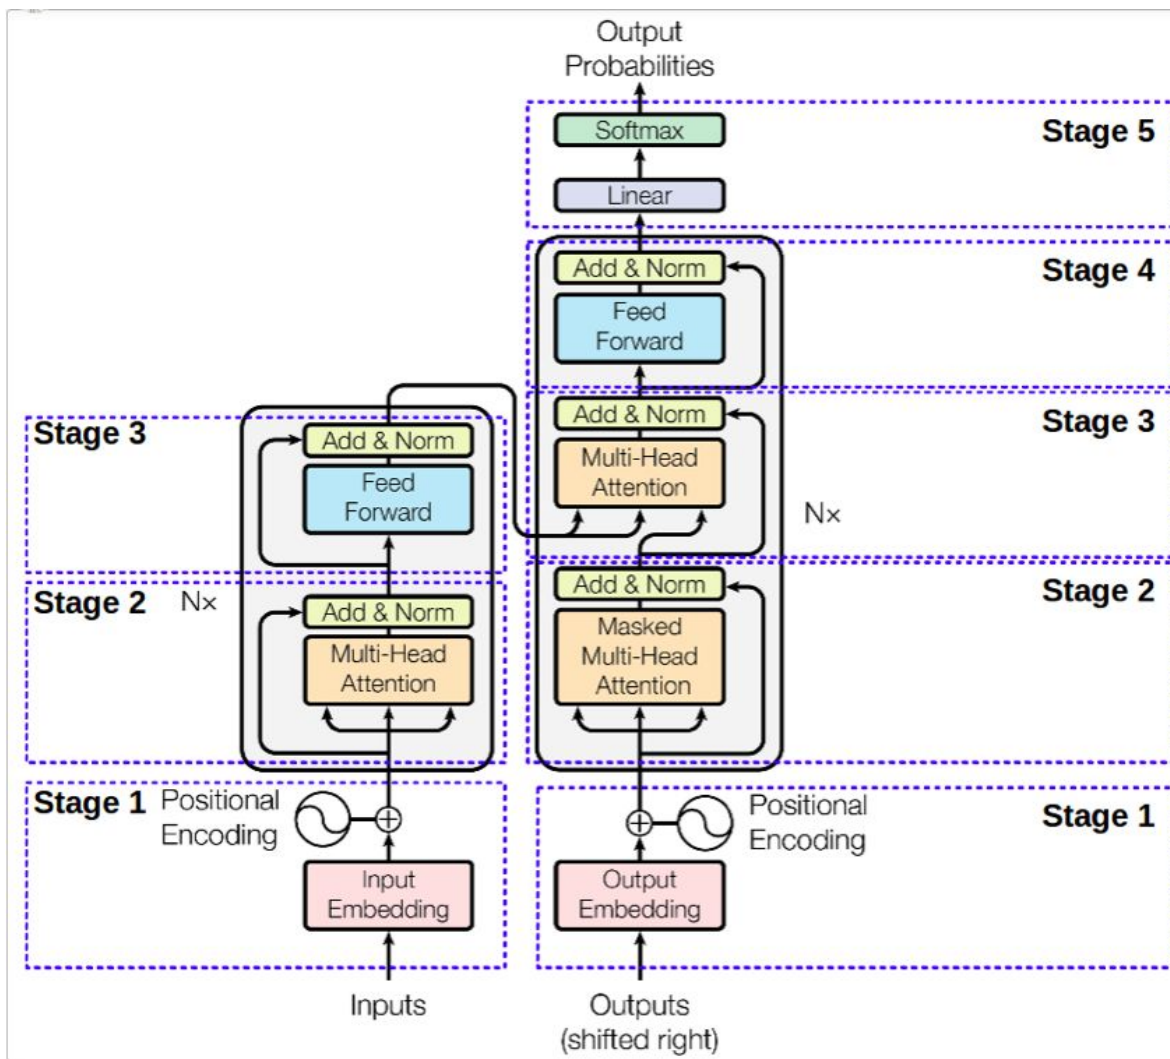 Output
Probabilities
Softmax
Stage 5
Linear
Add & Norm
Stage 4
Feed
Forward
Add & Norm
Stage 3
Multi-Head
Attention
Nx
Add & Norm
Stage 2
Masked
Multi-Head
Attention
Stage 3
Add & Norm
Feed
Forward
Stage 2
Nx
Add & Norm
Multi-Head
Attention
Stage 1
Positional
Encoding
Input
Embedding
Inputs
Positional
Encoding
Stage 1
Output
Embedding
Outputs
(shifted right)